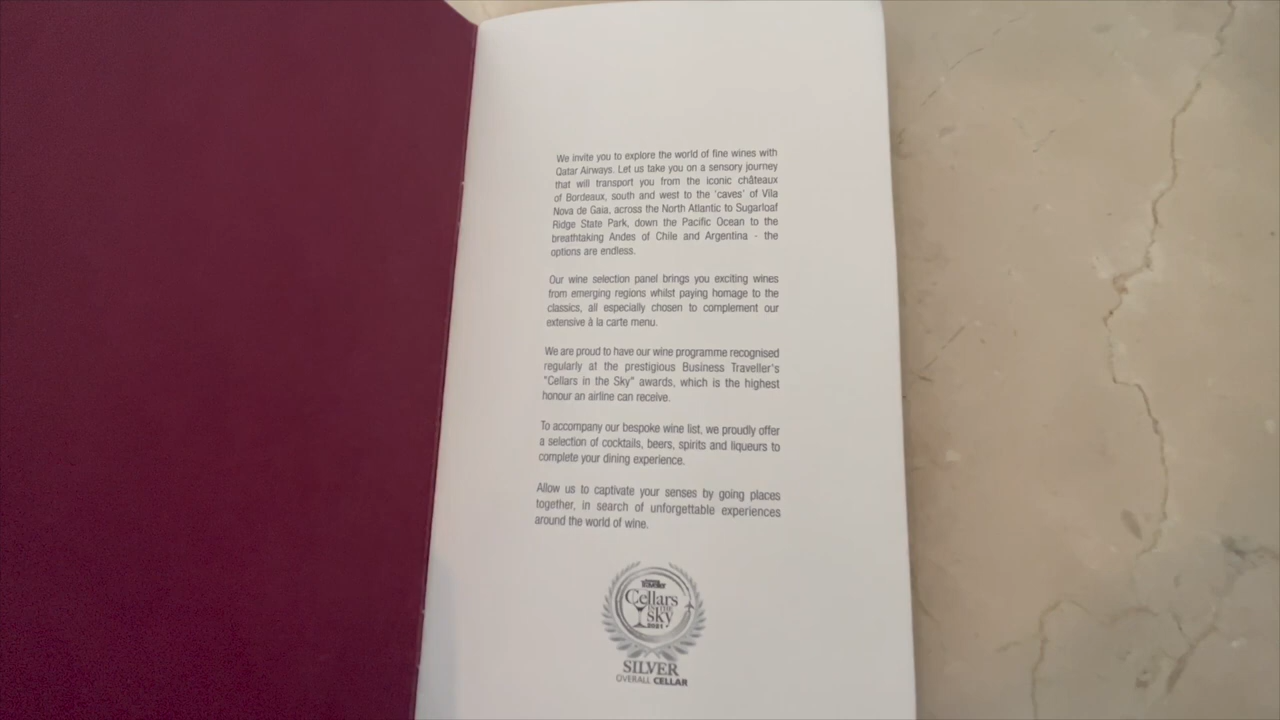 We invite you to explore the world of fine wines with
Qatar Airways. Let us take you on a sensory journey
that will transport you from the iconic châteaux
of Bordeaux, south and west to the 'caves' of Vila
Nova de Gaia, across the North Atlantic to Sugarloaf
Ridge State Park, down the Pacific Ocean to the
breathtaking Andes of Chile and Argentina - the
options are endless.
Our wine selection panel brings you exciting wines
from emerging regions whilst paying homage to the
classics, all especially chosen to complement our
extensive à la carte menu.
We are proud to have our wine programme recognised
regularly at the prestigious Business Traveller's
"Cellars in the Sky" awards, which is the highest
honour an airline can receive.
To accompany our bespoke wine list, we proudly offer
a selection of cocktails, beers, spirits and liqueurs to
complete your dining experience.
Allow us to captivate your senses by going places
together, in search of unforgettable experiences
around the world of wine.
Traveller
Cellars
IN THE
Sky
2021
SILVER
OVERALL CELLAR